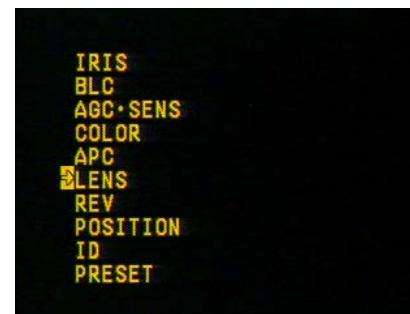 IRIS
BLC
AGC·SENS
COLOR
APC
LENS
REV
POSITION
ID
PRESET